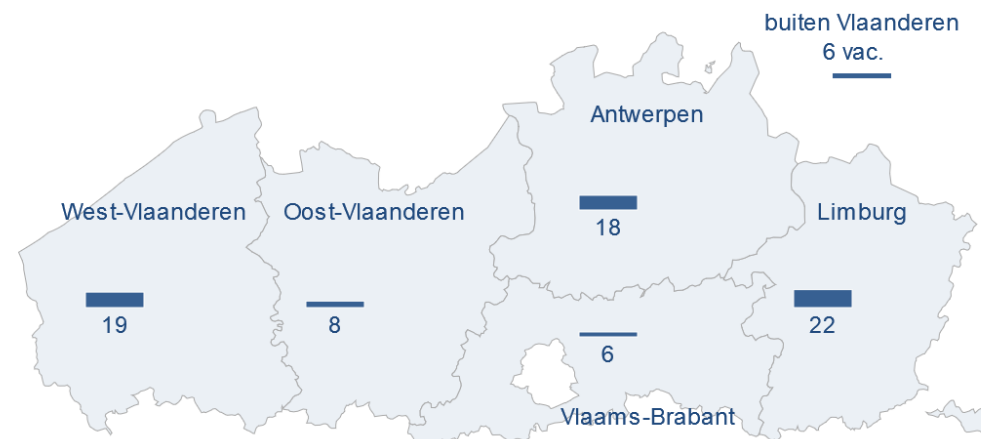 buiten Vlaanderen
6 vac.
Antwerpen
18
West-Vlaanderen
19
Oost-Vlaanderen
8
Limburg
22
6
Vlaams-Brabant